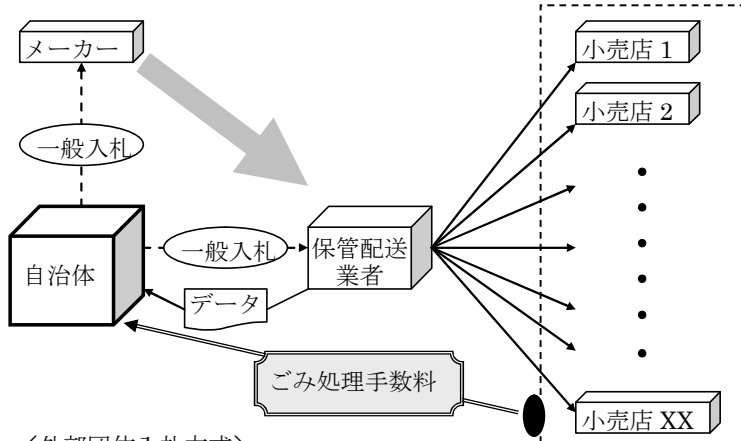 メーカー
小売店 1
小売店 2
一般入札
自治体
一般入札
保管配送
業者
データ
ごみ処理手数料
小売店 XX